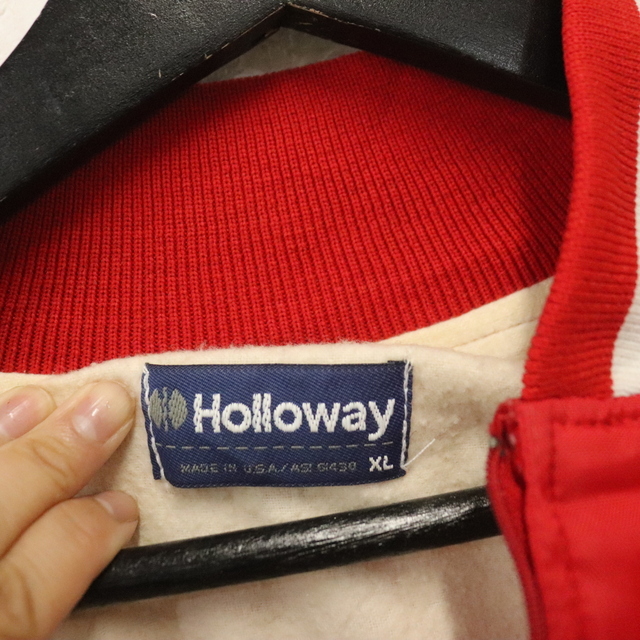 Holloway
MADE IN U.S.A./ASI 61430 XL